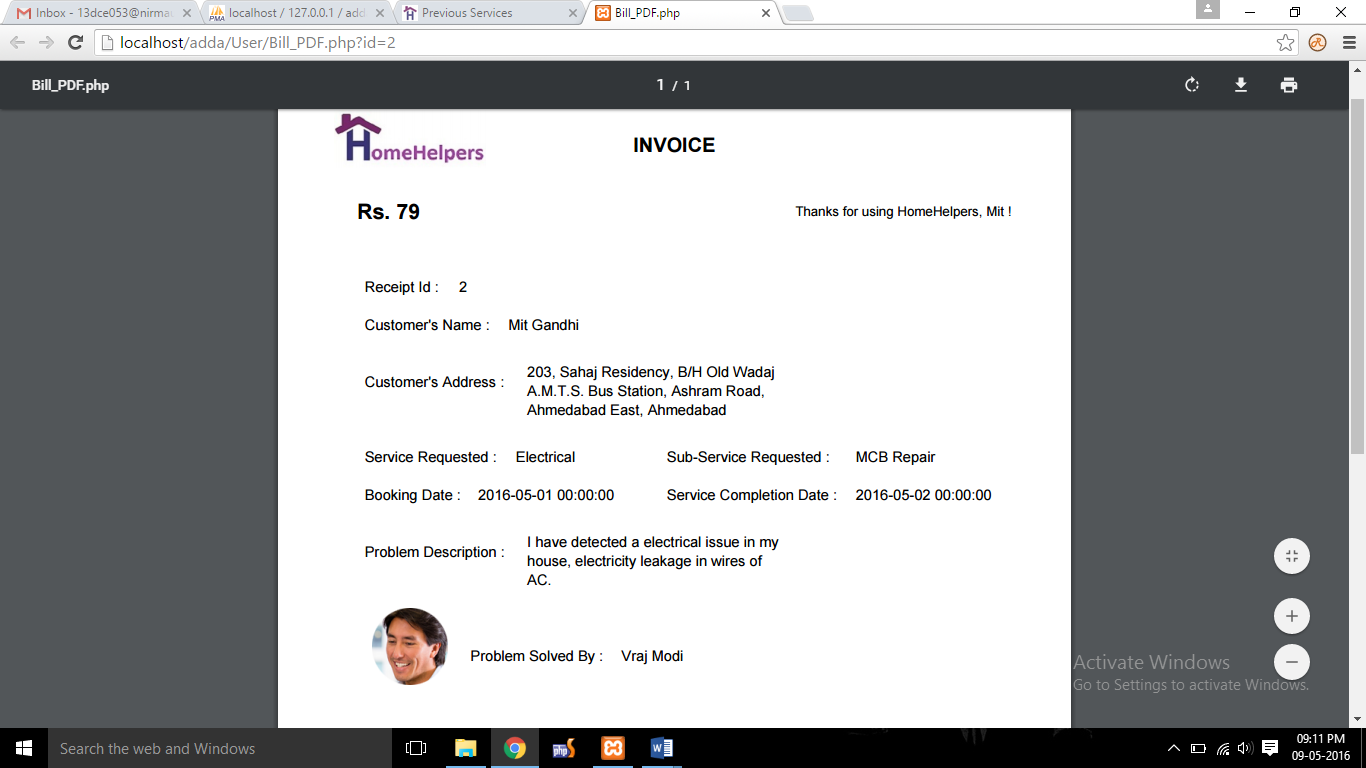 Inbox - 13dce053@nirmau
localhost / 127.0.0.1 / add
Previous Services
Bill_PDF.php
localhost/adda/User/Bill_PDF.php?id=2
Bill_PDF.php
1 / 1
HomeHelpers
INVOICE
Rs. 79
Thanks for using HomeHelpers, Mit !
Receipt Id : 2
Customer's Name : Mit Gandhi
Customer's Address : 203, Sahaj Residency, B/H Old Wadaj
A.M.T.S. Bus Station, Ashram Road,
Ahmedabad East, Ahmedabad
Service Requested : Electrical Sub-Service Requested : MCB Repair
Booking Date : 2016-05-01 00:00:00 Service Completion Date : 2016-05-02 00:00:00
Problem Description : I have detected a electrical issue in my
house, electricity leakage in wires of
AC.
Problem Solved By : Vraj Modi
Activate Windows
Go to Settings to activate Windows.
Search the web and Windows
09:11 PM
09-05-2016